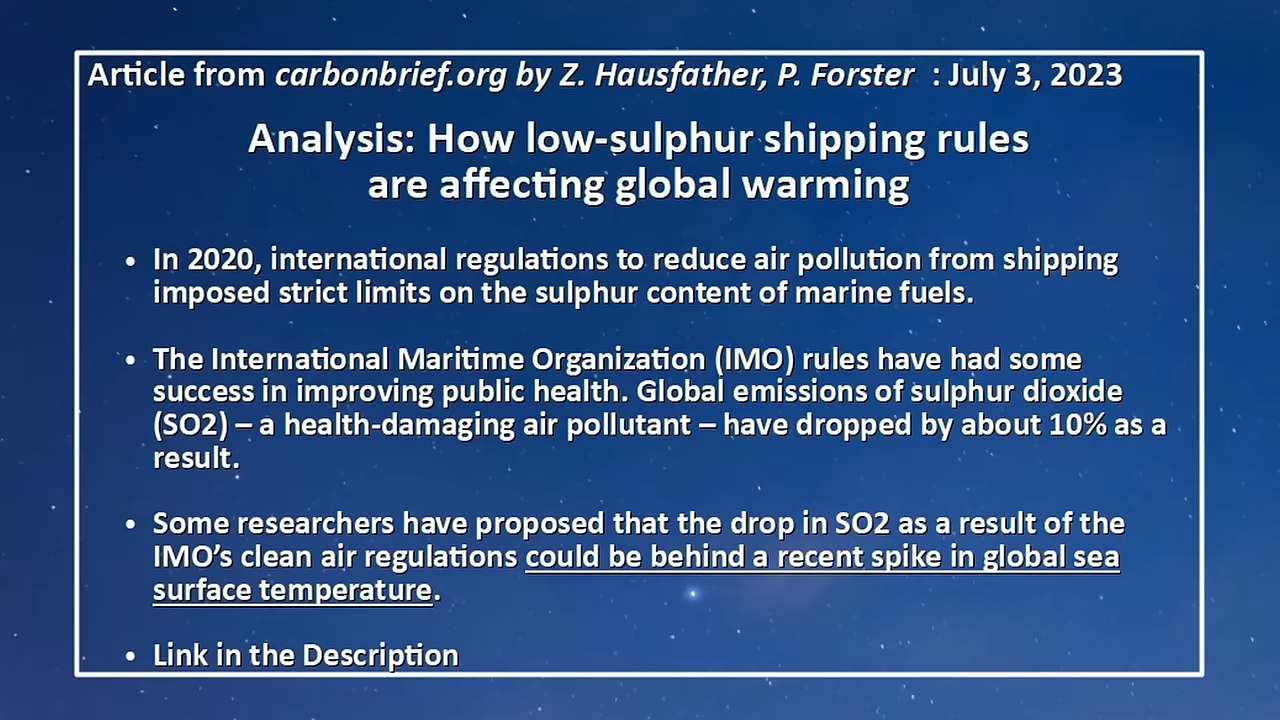 Article from carbonbrief.org by Z. Hausfather, P. Forster : July 3, 2023
Analysis: How low-sulphur shipping rules
are affecting global warming
• In 2020, international regulations to reduce air pollution from shipping
imposed strict limits on the sulphur content of marine fuels.
• The International Maritime Organization (IMO) rules have had some
success in improving public health. Global emissions of sulphur dioxide
(SO2) – a health-damaging air pollutant – have dropped by about 10% as a
result.
• Some researchers have proposed that the drop in SO2 as a result of the
IMO’s clean air regulations could be behind a recent spike in global sea
surface temperature.
• Link in the Description